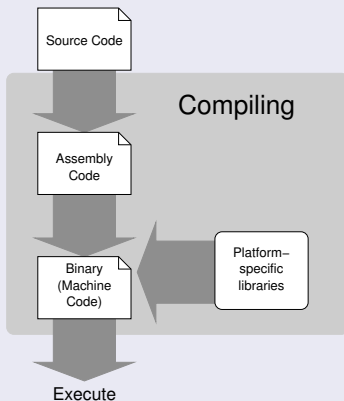 Source Code
Compiling
Assembly
Code
Binary
(Machine
Code)
Platform−
specific
libraries
Execute